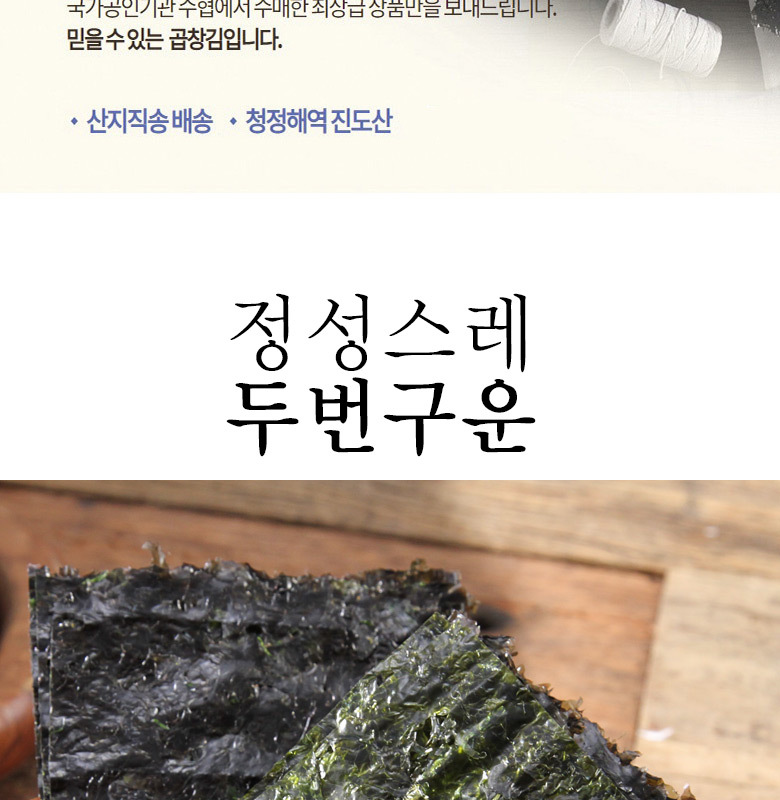 국가공인기관 수협에서 수매한 최상급 상품만을 보내드립니다.
믿을 수 있는 곱창김입니다.
산지직송 배송 청정해역 진도산
정성스레
두번구운